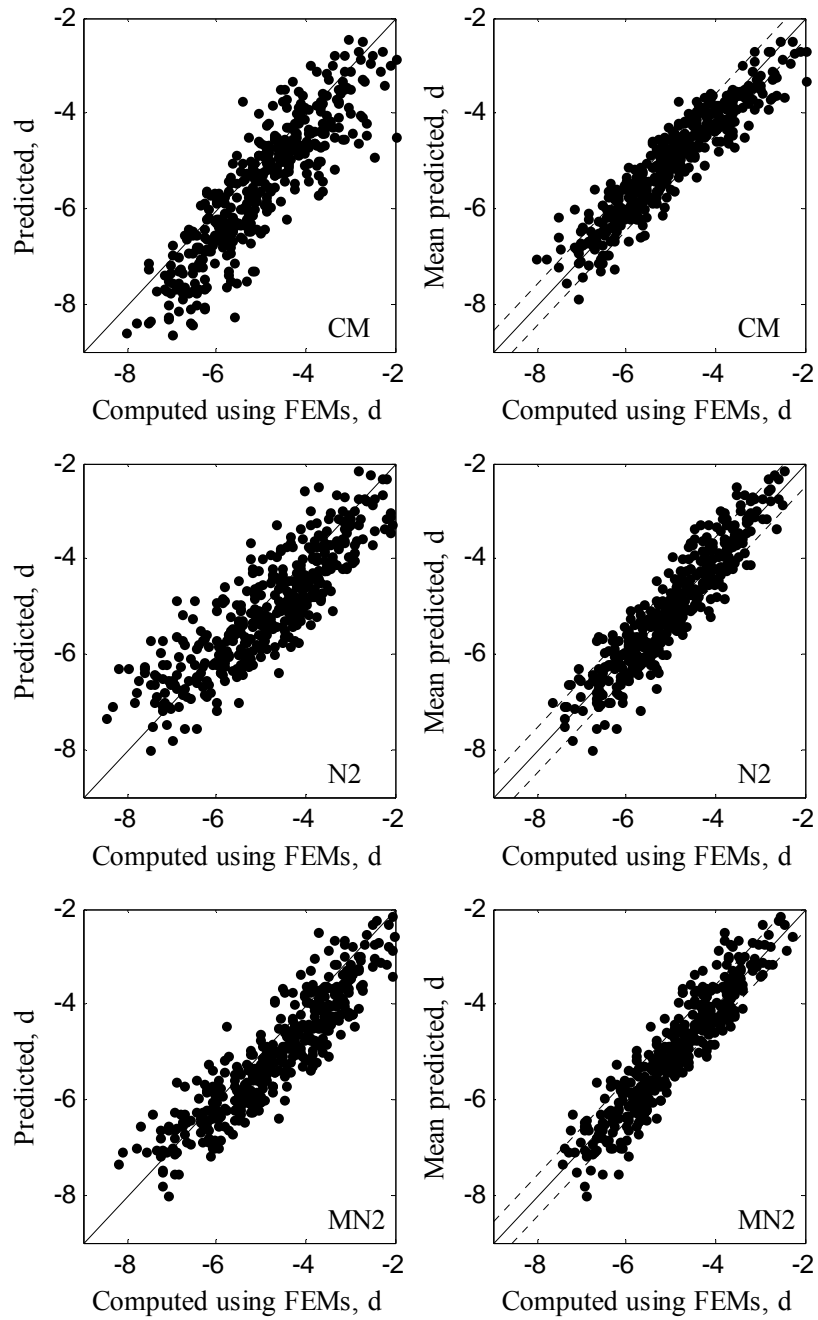 -2
-4
-6
-8
Predicted, d
CM
-8 -6 -4 -2
Computed using FEMs, d
-2
-4
-6
-8
Mean predicted, d
CM
-8 -6 -4 -2
Computed using FEMs, d
-2
-4
-6
-8
Predicted, d
N2
-8 -6 -4 -2
Computed using FEMs, d
-2
-4
-6
-8
Mean predicted, d
N2
-8 -6 -4 -2
Computed using FEMs, d
-2
-4
-6
-8
Predicted, d
MN2
-8 -6 -4 -2
Computed using FEMs, d
-2
-4
-6
-8
Mean predicted, d
MN2
-8 -6 -4 -2
Computed using FEMs, d